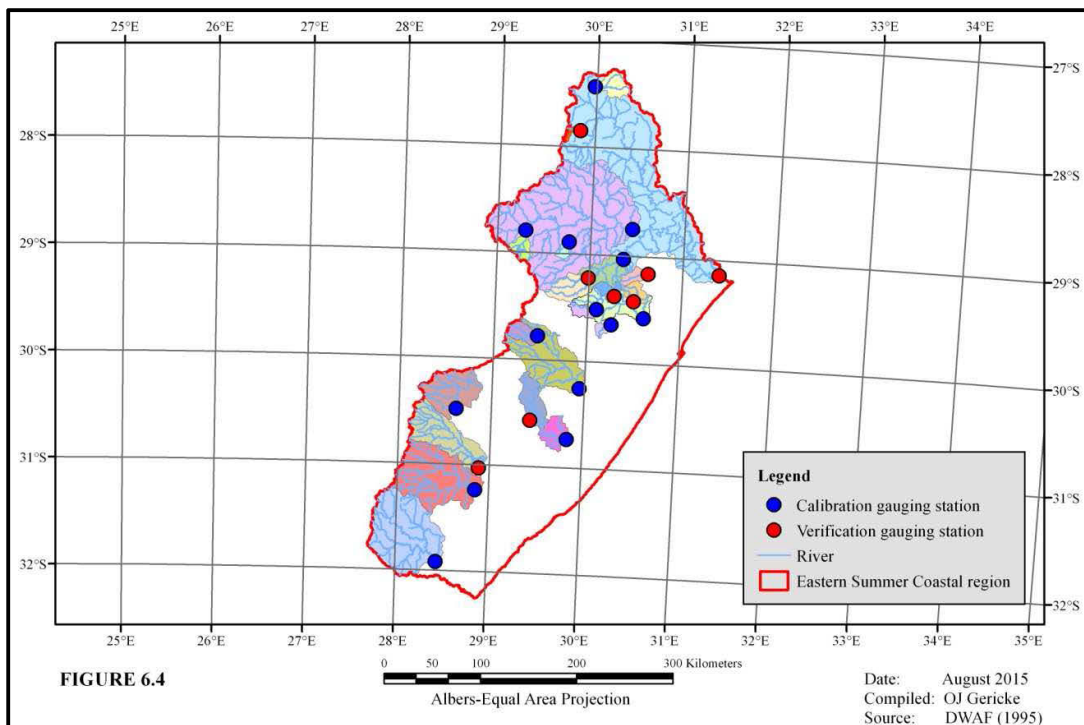 25°E 26°E 27°E 28°E 29°E 30°E 31°E 32°E 33°E 34°E
27°S
28°S 28°S
29°S 29°S
30°S 30°S
31°S 31°S
32°S 32°S
Legend
Calibration gauging station
Verification gauging station
River
Eastern Summer Coastal region
25°E 26°E 27°E 28°E 29°E 30°E 31°E 32°E 33°E 34°E 35°E
0 50 100 200 300 Kilometers
Albers-Equal Area Projection
FIGURE 6.4
Date: August 2015
Compiled: OJ Gericke
Source: DWAF (1995)